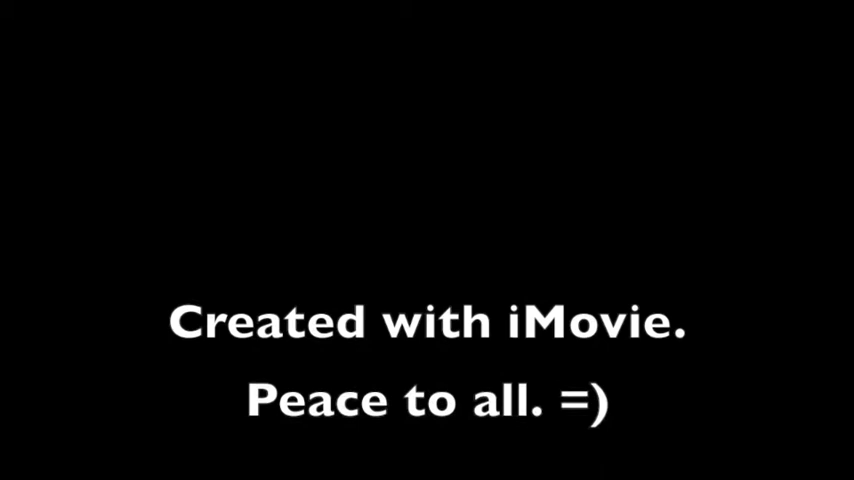 Created with iMovie.
Peace to all. =)